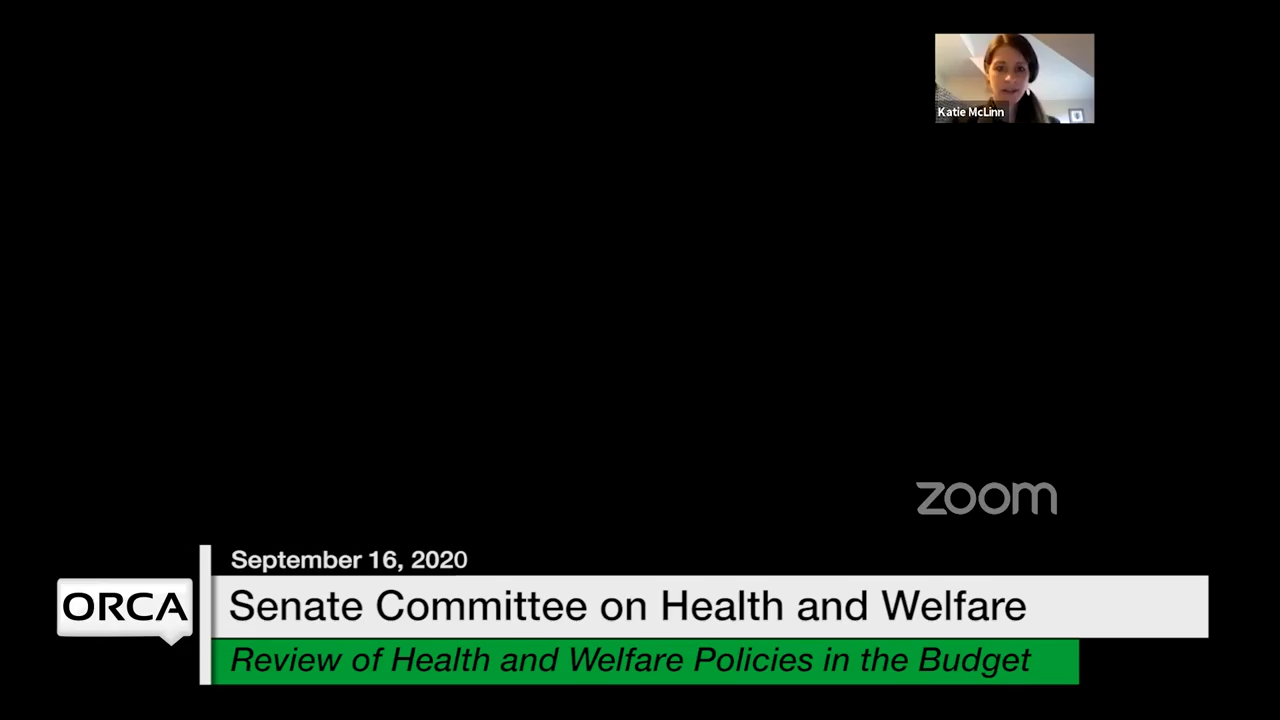 Katie McLinn
zoom
September 16, 2020
ORCA
Senate Committee on Health and Welfare
Review of Health and Welfare Policies in the Budget